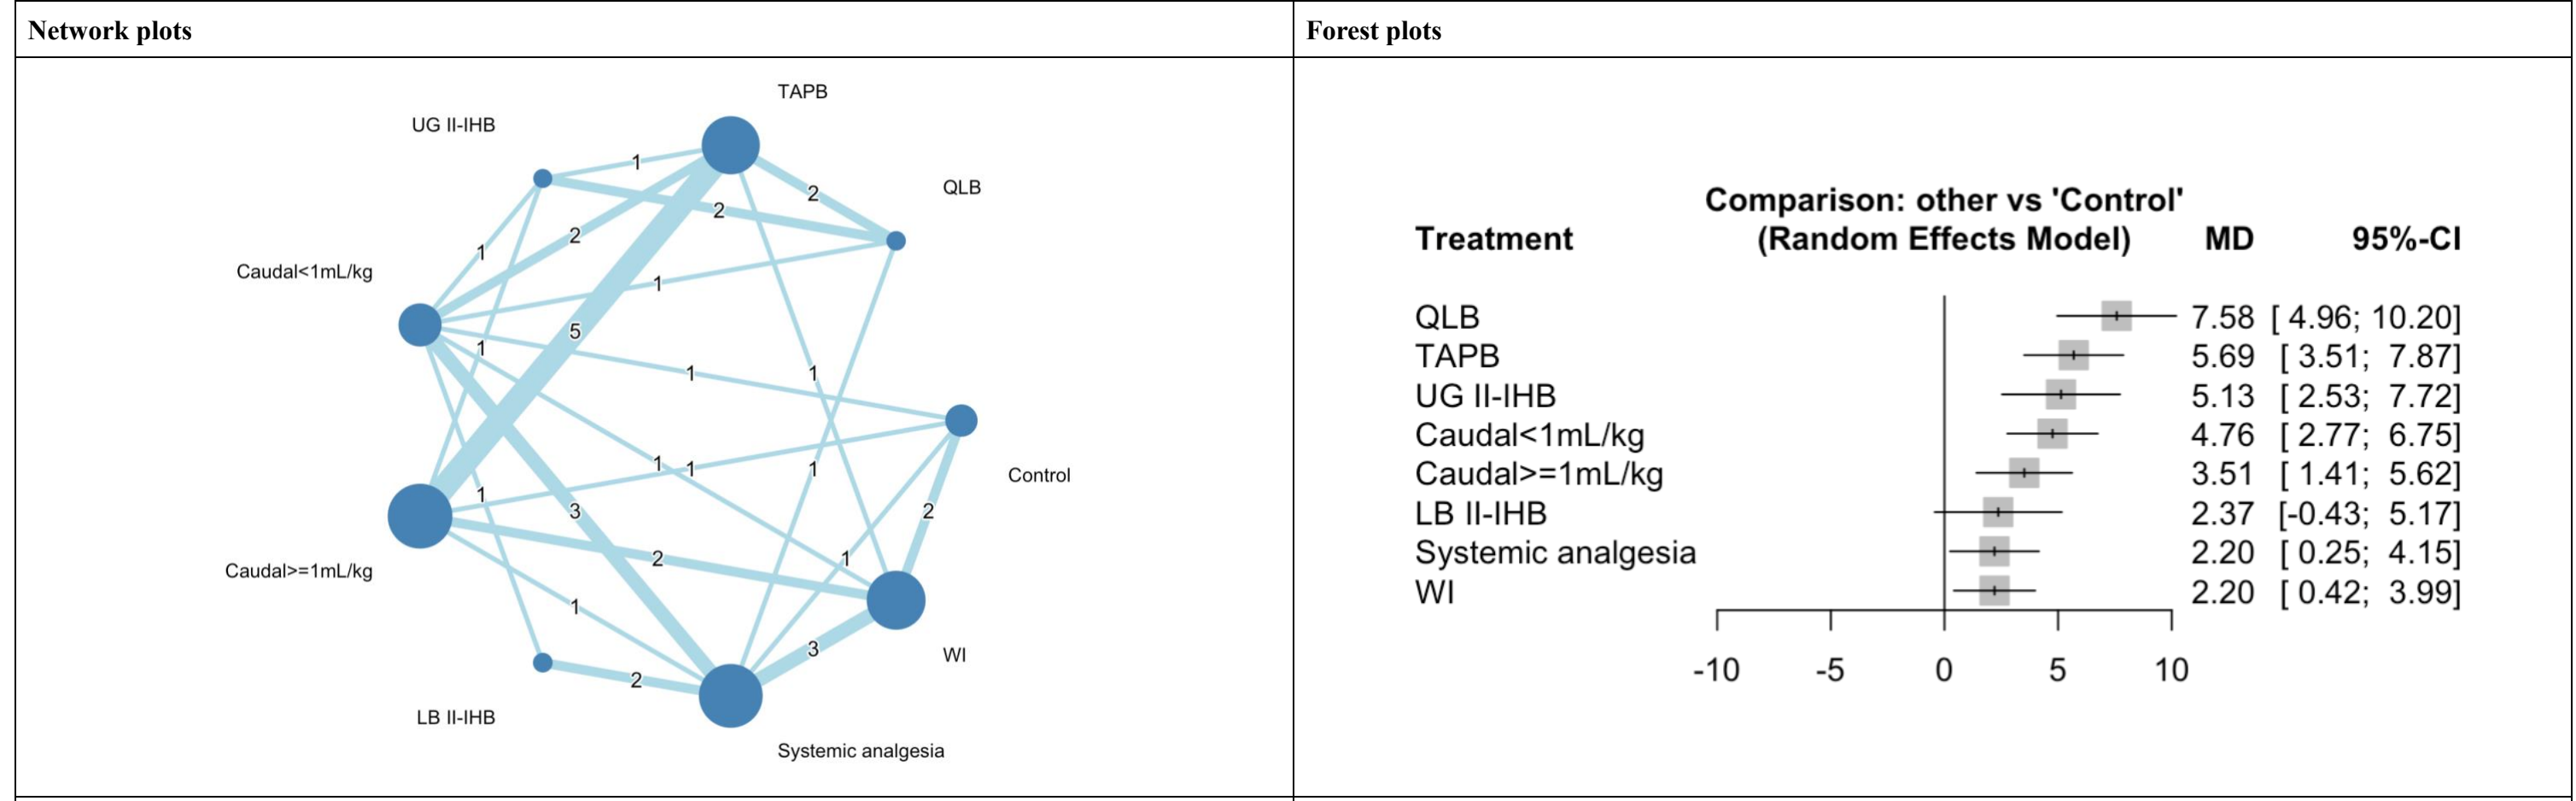 Network plots
Forest plots
TAPB
UG II-IHB
QLB
Caudal<1mL/kg
Control
Caudal>=1mL/kg
WI
LB II-IHB
Systemic analgesia
1
2
2
1
2
1
5
1
1
1
1
1
1
1
3
2
2
1
1
3
2
Comparison: other vs 'Control'
Treatment (Random Effects Model) MD 95%-CI
QLB 7.58 [ 4.96; 10.20]
TAPB 5.69 [ 3.51; 7.87]
UG II-IHB 5.13 [ 2.53; 7.72]
Caudal<1mL/kg 4.76 [ 2.77; 6.75]
Caudal>=1mL/kg 3.51 [ 1.41; 5.62]
LB II-IHB 2.37 [-0.43; 5.17]
Systemic analgesia 2.20 [ 0.25; 4.15]
WI 2.20 [ 0.42; 3.99]
-10 -5 0 5 10